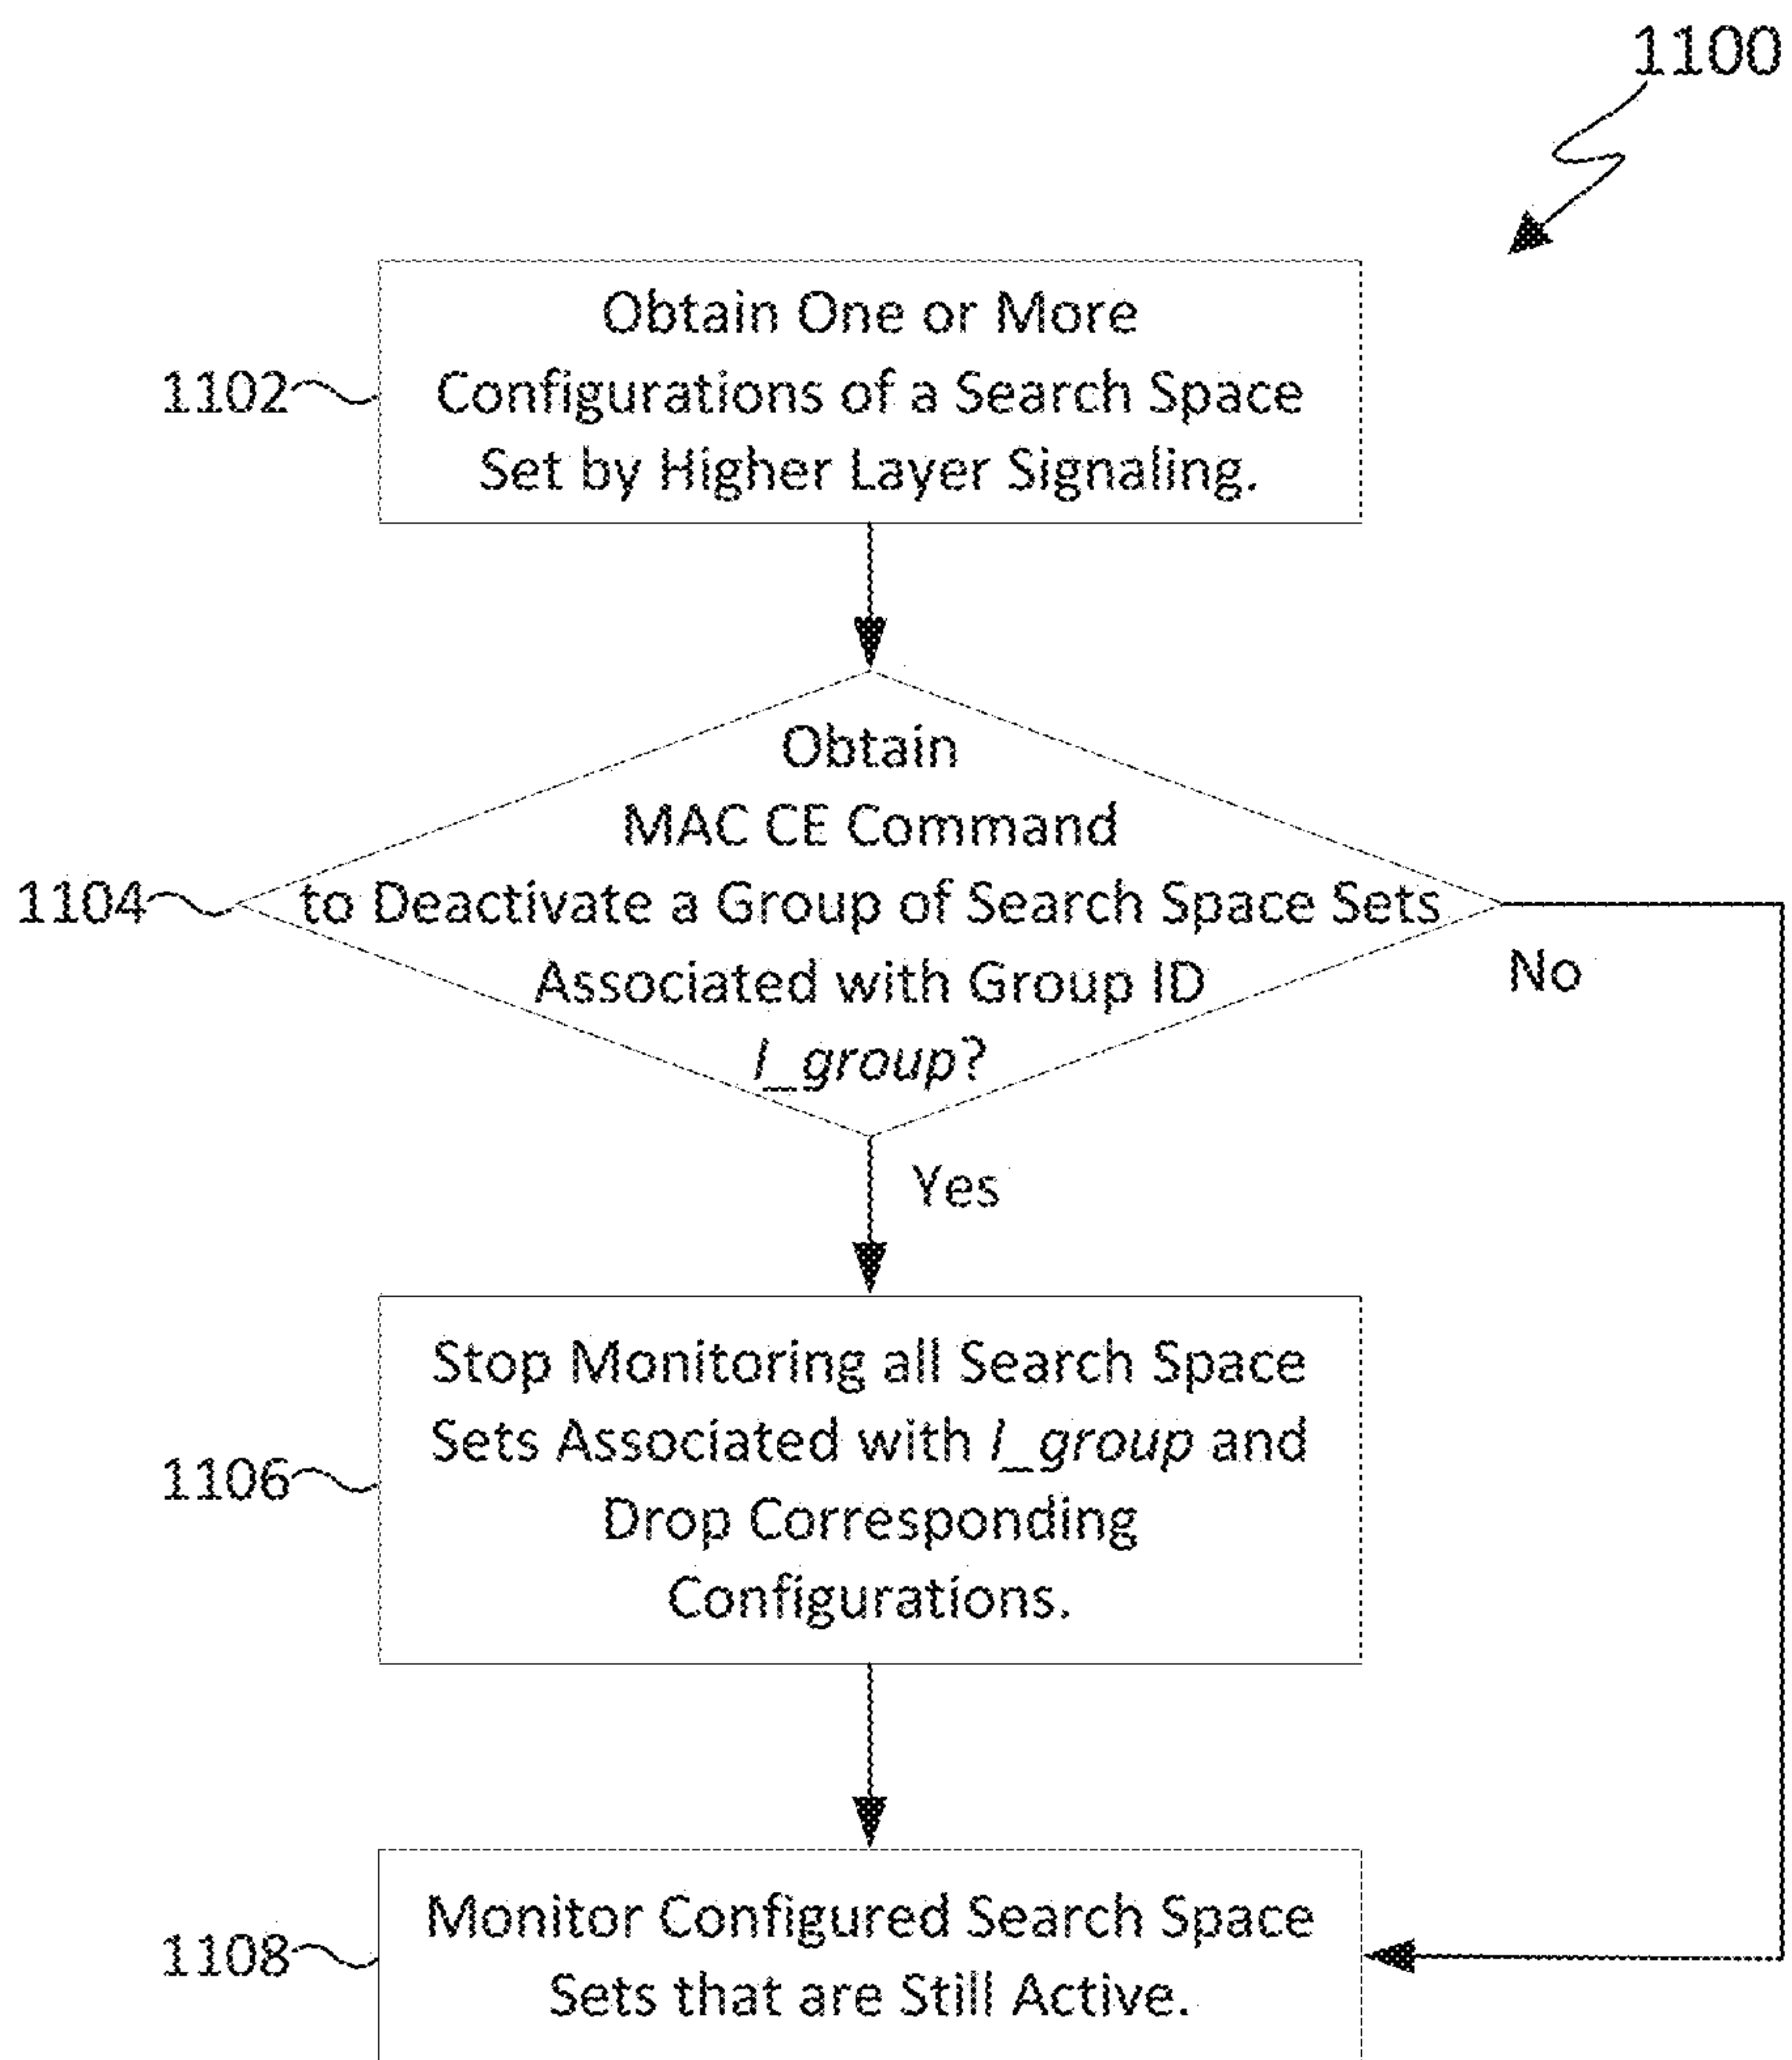 1100
Obtain One or More
1102
Configurations of a Search Space
Set by Higher Layer Signaling.
Obtain
MAC CE Command
1104
to Deactivate a Group of Search Space Sets
Associated with Group ID
No
I_group?
Yes
Stop Monitoring all Search Space
Sets Associated with I_group and
1106
Drop Corresponding
Configurations.
Monitor Configured Search Space
1108
Sets that are Still Active.